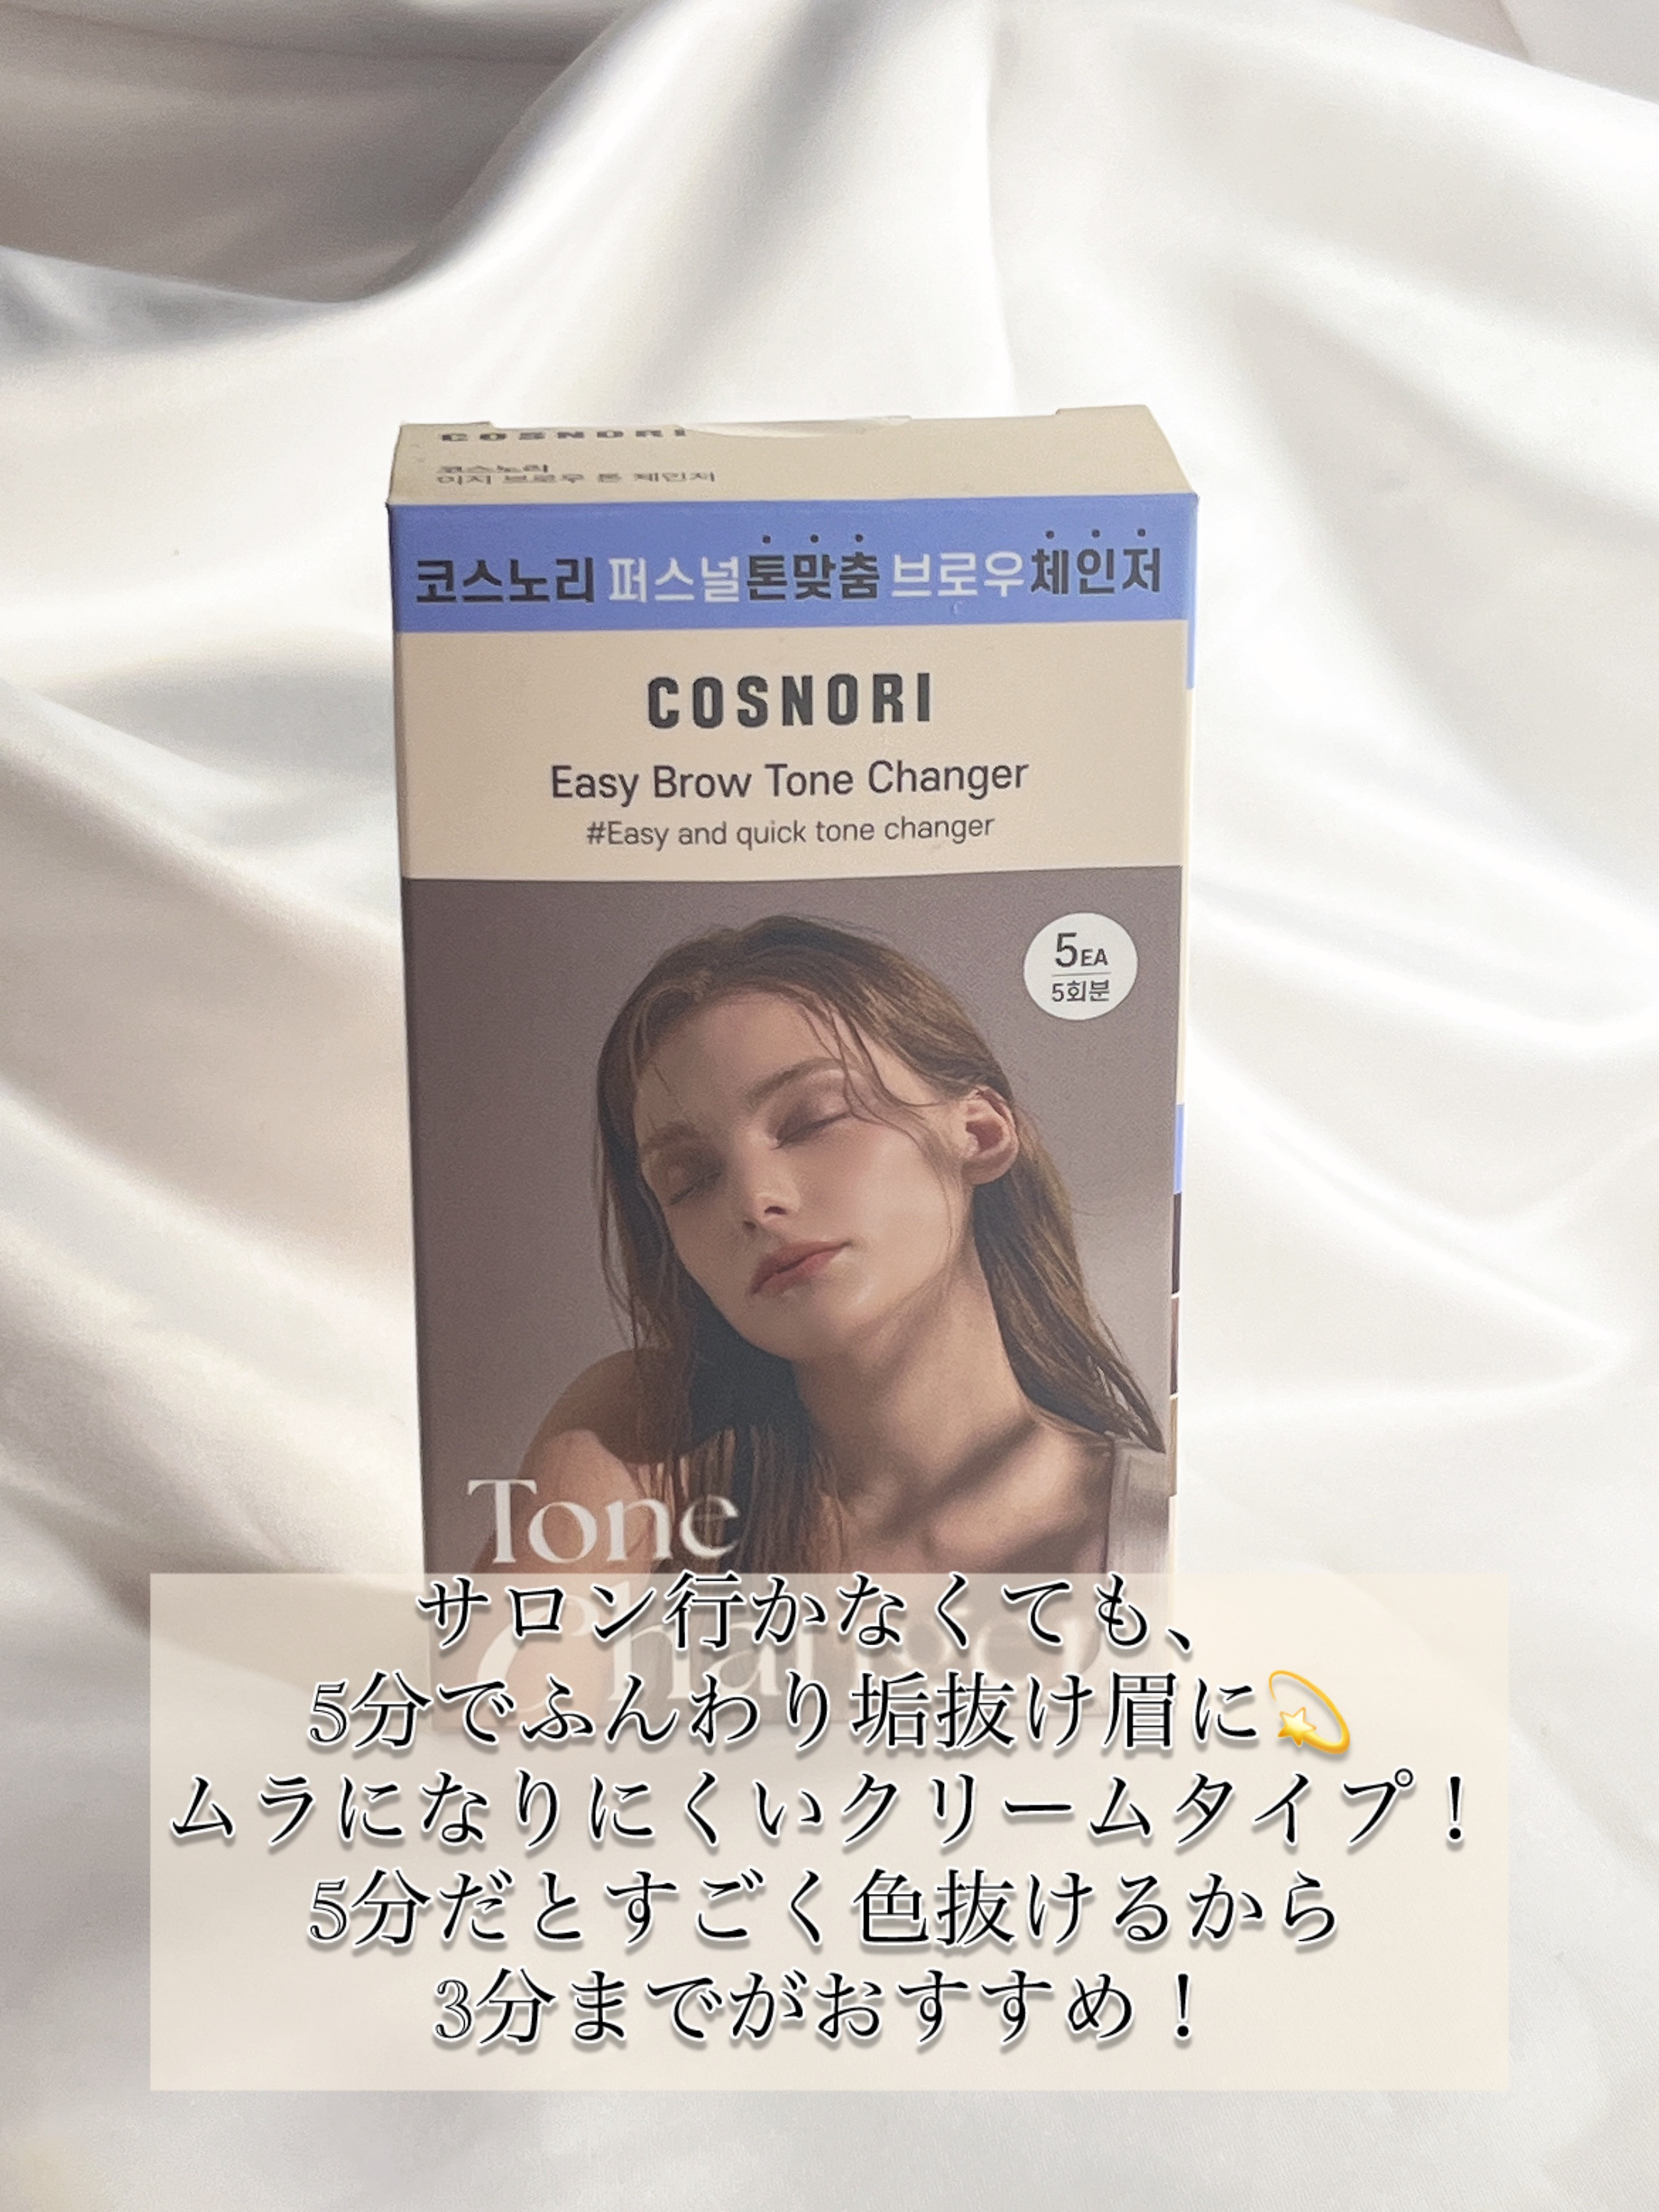 COSNORI
코스노리
이지 브로우 톤 체인저
코스노리 퍼스널톤맞춤 브로우체인저
COSNORI
Easy Brow Tone Changer
#Easy and quick tone changer
5EA
5회분
Tone
Changer
サロン行かなくても、
5分でふんわり垢抜け眉に💫
ムラになりにくいクリームタイプ！
5分だとすごく色抜けるから
3分までがおすすめ！